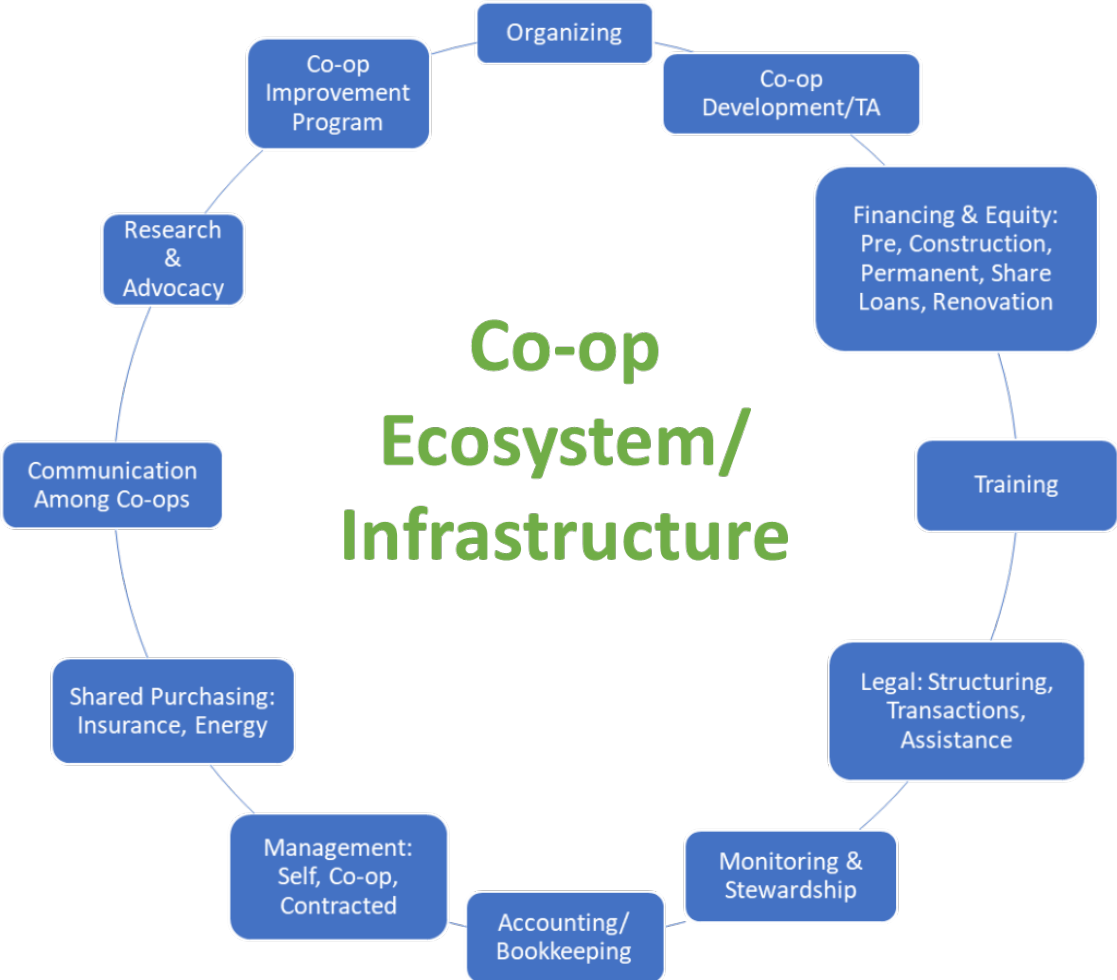 Organizing
Co-op
Development/TA
Financing & Equity:
Pre, Construction,
Permanent, Share
Loans, Renovation
Training
Legal: Structuring,
Transactions,
Assistance
Monitoring &
Stewardship
Accounting/
Bookkeeping
Management:
Self, Co-op,
Contracted
Shared Purchasing:
Insurance, Energy
Communication
Among Co-ops
Research
&
Advocacy
Co-op
Improvement
Program
Co-op
Ecosystem/
Infrastructure